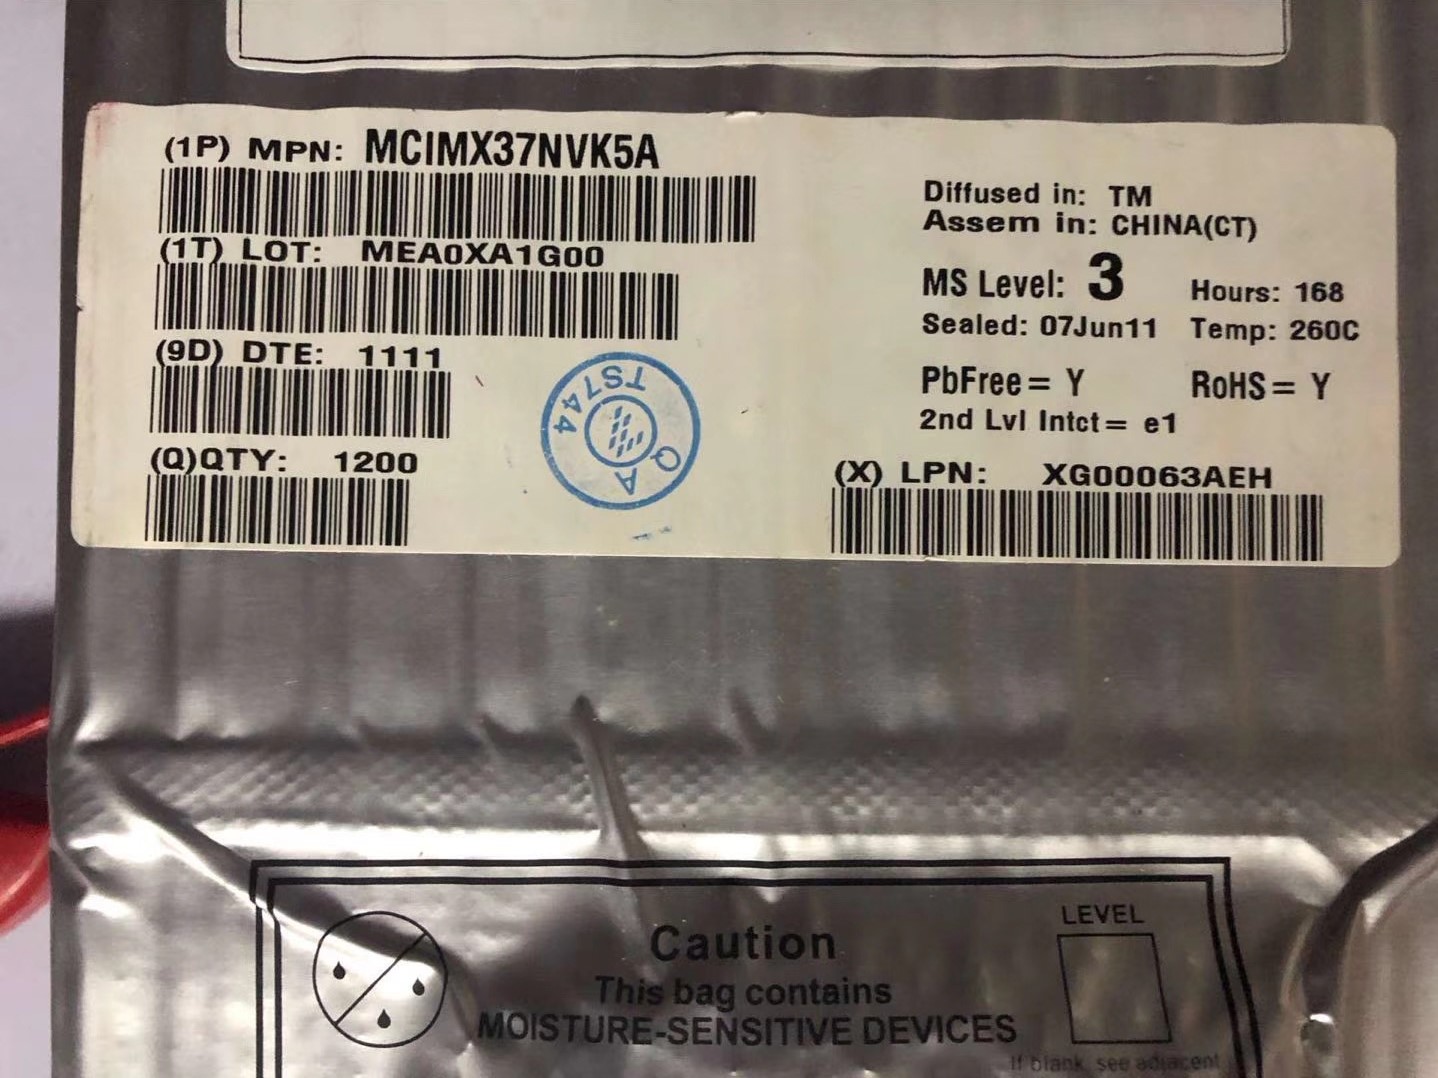 (1P) MPN: MCIMX37NVK5A
(1T) LOT: MEA0XA1G00
(9D) DTE: 1111
(Q)QTY: 1200
TS744
QA
Diffused in: TM
Assem in: CHINA(CT)
MS Level: 3 Hours: 168
Sealed: 07Jun11 Temp: 260C
PbFree= Y RoHS= Y
2nd Lvl Intct= e1
(X) LPN: XG00063AEH
LEVEL
Caution
This bag contains
MOISTURE-SENSITIVE DEVICES
If blank, see adjacent